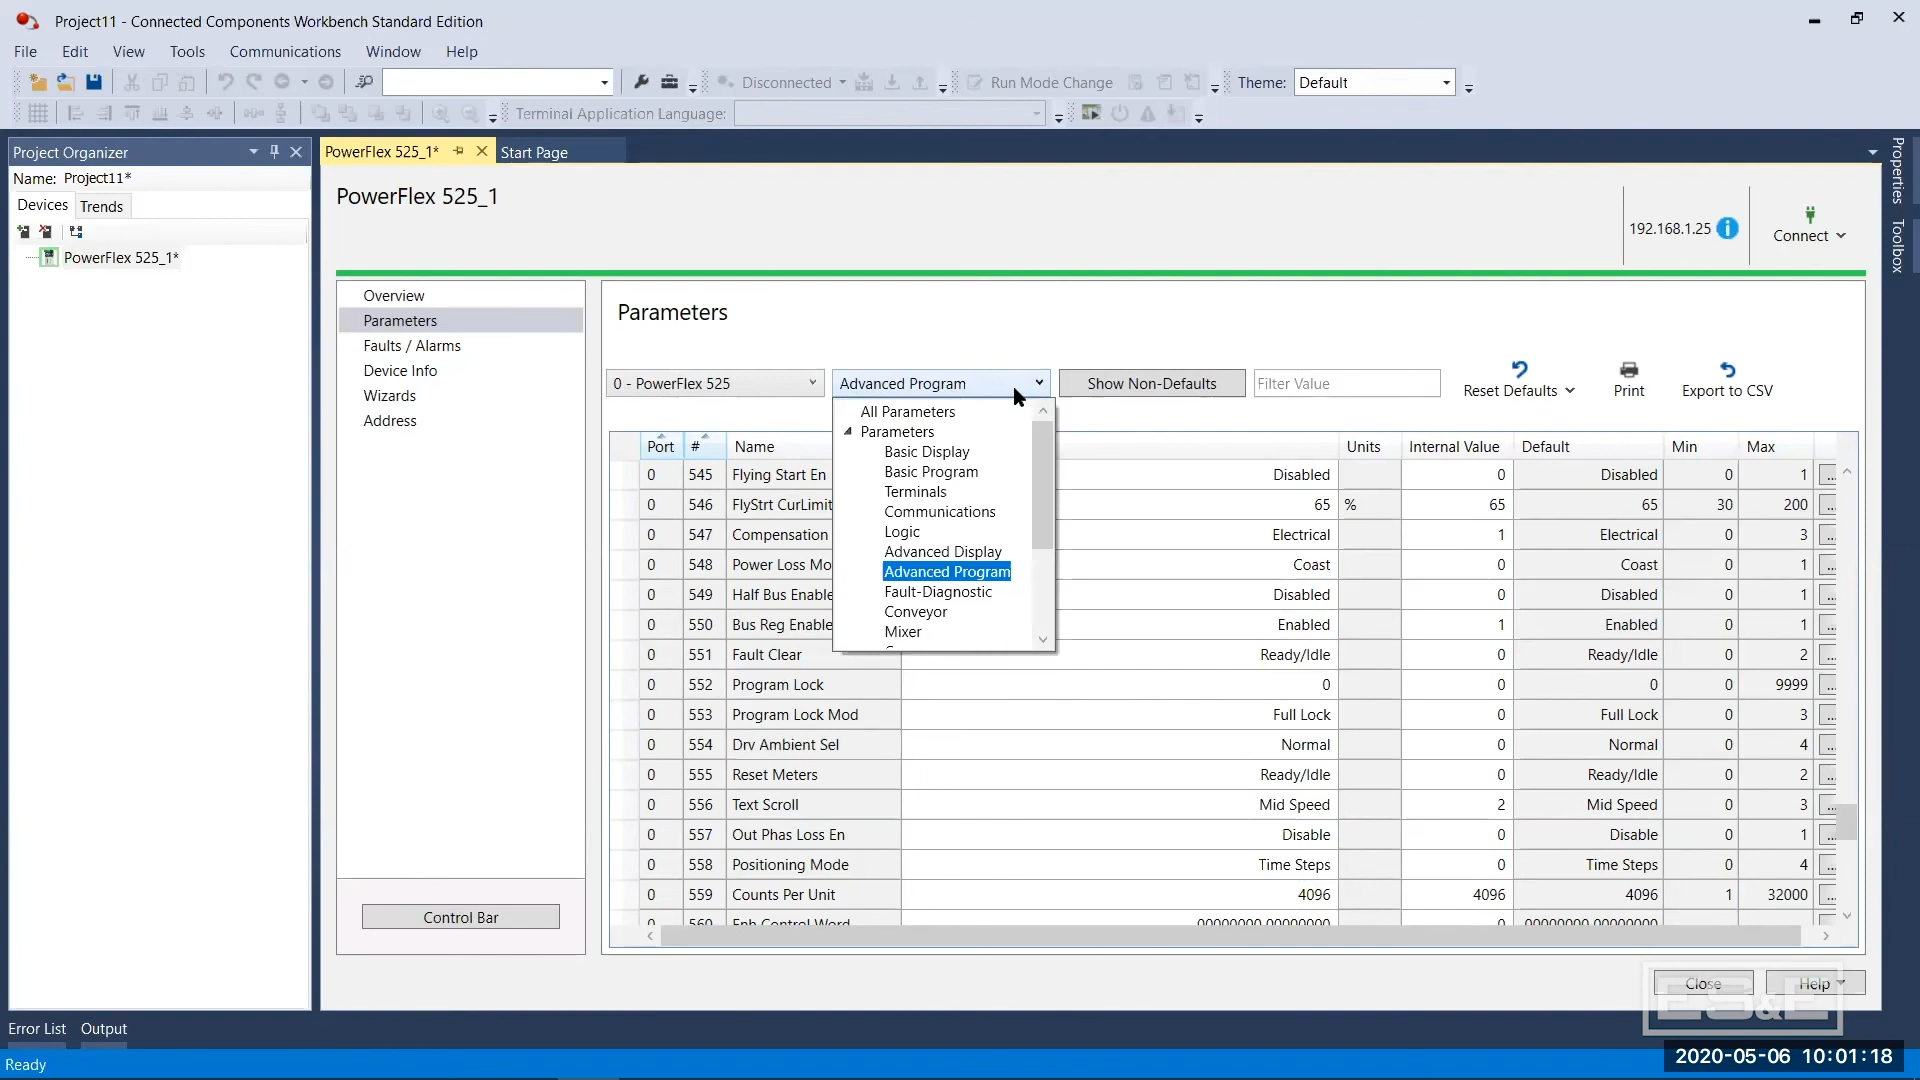 Project11 - Connected Components Workbench Standard Edition
File Edit View Tools Communications Window Help
Disconnected Run Mode Change Theme: Default
Terminal Application Language:
Project Organizer
Name: Project11*
Devices Trends
PowerFlex 525_1*
PowerFlex 525_1* Start Page
Properties
Toolbox
PowerFlex 525_1
192.168.1.25 Connect
Overview
Parameters
Faults / Alarms
Device Info
Wizards
Address
Control Bar
Parameters
0 - PowerFlex 525 Advanced Program Show Non-Defaults Filter Value Reset Defaults Print Export to CSV
All Parameters
Parameters
Basic Display
Basic Program
Terminals
Communications
Logic
Advanced Display
Advanced Program
Fault-Diagnostic
Conveyor
Mixer
Port # Name Units Internal Value Default Min Max
0 545 Flying Start En Disabled 0 Disabled 0 1 ...
0 546 FlyStrt CurLimit 65 % 65 65 30 200 ...
0 547 Compensation Electrical 1 Electrical 0 3 ...
0 548 Power Loss Mo Coast 0 Coast 0 1 ...
0 549 Half Bus Enable Disabled 0 Disabled 0 1 ...
0 550 Bus Reg Enable Enabled 1 Enabled 0 1 ...
0 551 Fault Clear Ready/Idle 0 Ready/Idle 0 2 ...
0 552 Program Lock 0 0 0 0 9999 ...
0 553 Program Lock Mod Full Lock 0 Full Lock 0 3 ...
0 554 Drv Ambient Sel Normal 0 Normal 0 4 ...
0 555 Reset Meters Ready/Idle 0 Ready/Idle 0 2 ...
0 556 Text Scroll Mid Speed 2 Mid Speed 0 3 ...
0 557 Out Phas Loss En Disable 0 Disable 0 1 ...
0 558 Positioning Mode Time Steps 0 Time Steps 0 4 ...
0 559 Counts Per Unit 4096 4096 4096 1 32000 ...
0 560 Enh Control Word 00000000 00000000 0 00000000 00000000
Close Help
ES&E
Error List Output
Ready
2020-05-06 10:01:18